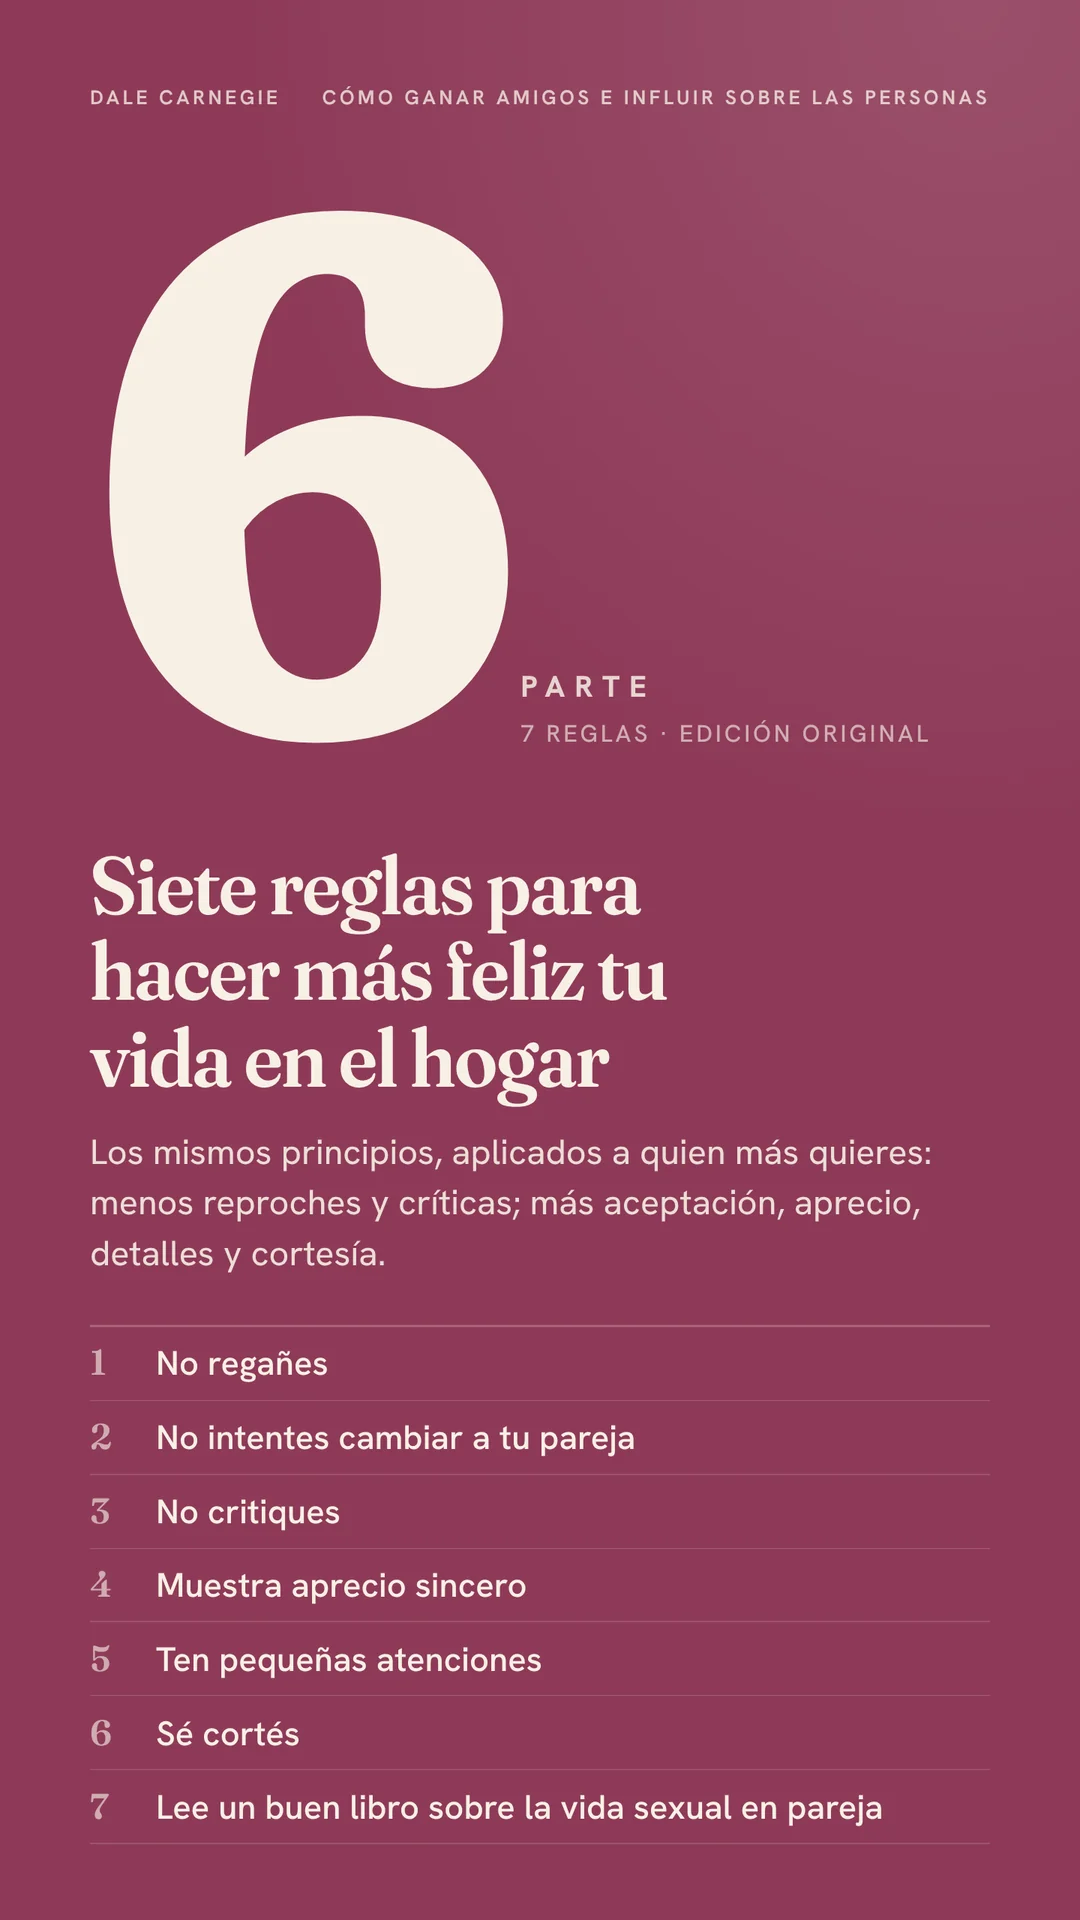 DALE CARNEGIE CÓMO GANAR AMIGOS E INFLUIR SOBRE LAS PERSONAS
6
PARTE
7 REGLAS · EDICIÓN ORIGINAL
Siete reglas para
hacer más feliz tu
vida en el hogar
Los mismos principios, aplicados a quien más quieres:
menos reproches y críticas; más aceptación, aprecio,
detalles y cortesía.
1 No regañes
2 No intentes cambiar a tu pareja
3 No critiques
4 Muestra aprecio sincero
5 Ten pequeñas atenciones
6 Sé cortés
7 Lee un buen libro sobre la vida sexual en pareja